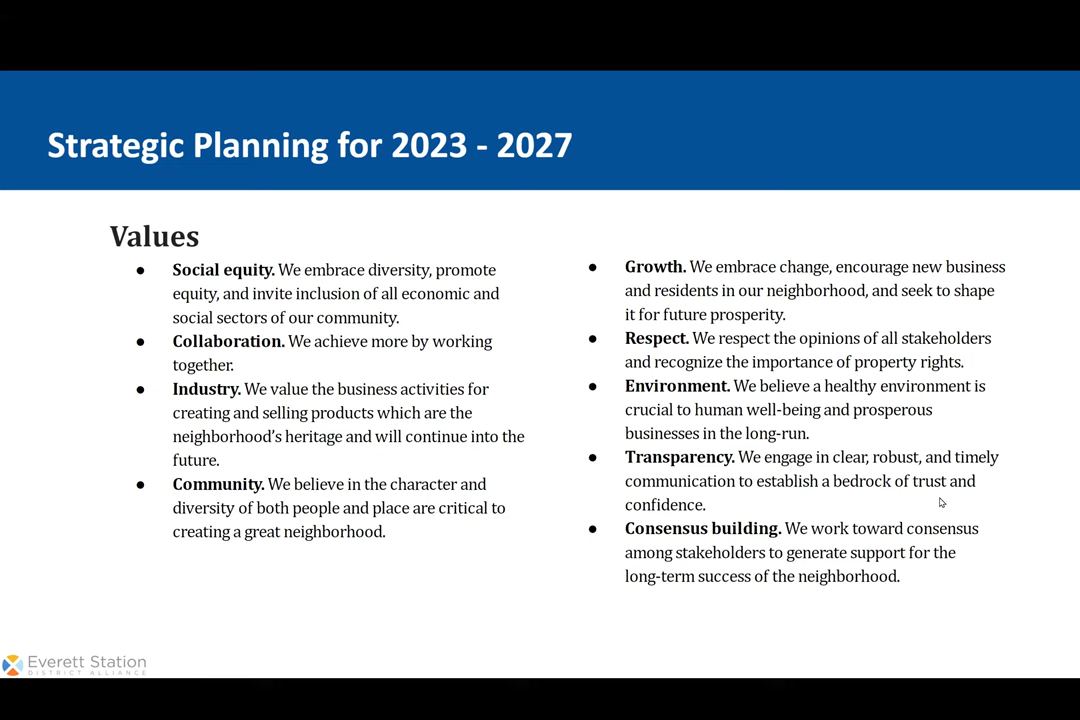 Strategic Planning for 2023 - 2027
Values
● Social equity. We embrace diversity, promote
equity, and invite inclusion of all economic and
social sectors of our community.
● Collaboration. We achieve more by working
together.
● Industry. We value the business activities for
creating and selling products which are the
neighborhood's heritage and will continue into the
future.
● Community. We believe in the character and
diversity of both people and place are critical to
creating a great neighborhood.
● Growth. We embrace change, encourage new business
and residents in our neighborhood, and seek to shape
it for future prosperity.
● Respect. We respect the opinions of all stakeholders
and recognize the importance of property rights.
● Environment. We believe a healthy environment is
crucial to human well-being and prosperous
businesses in the long-run.
● Transparency. We engage in clear, robust, and timely
communication to establish a bedrock of trust and
confidence.
● Consensus building. We work toward consensus
among stakeholders to generate support for the
long-term success of the neighborhood.
Everett Station
DISTRICT ALLIANCE